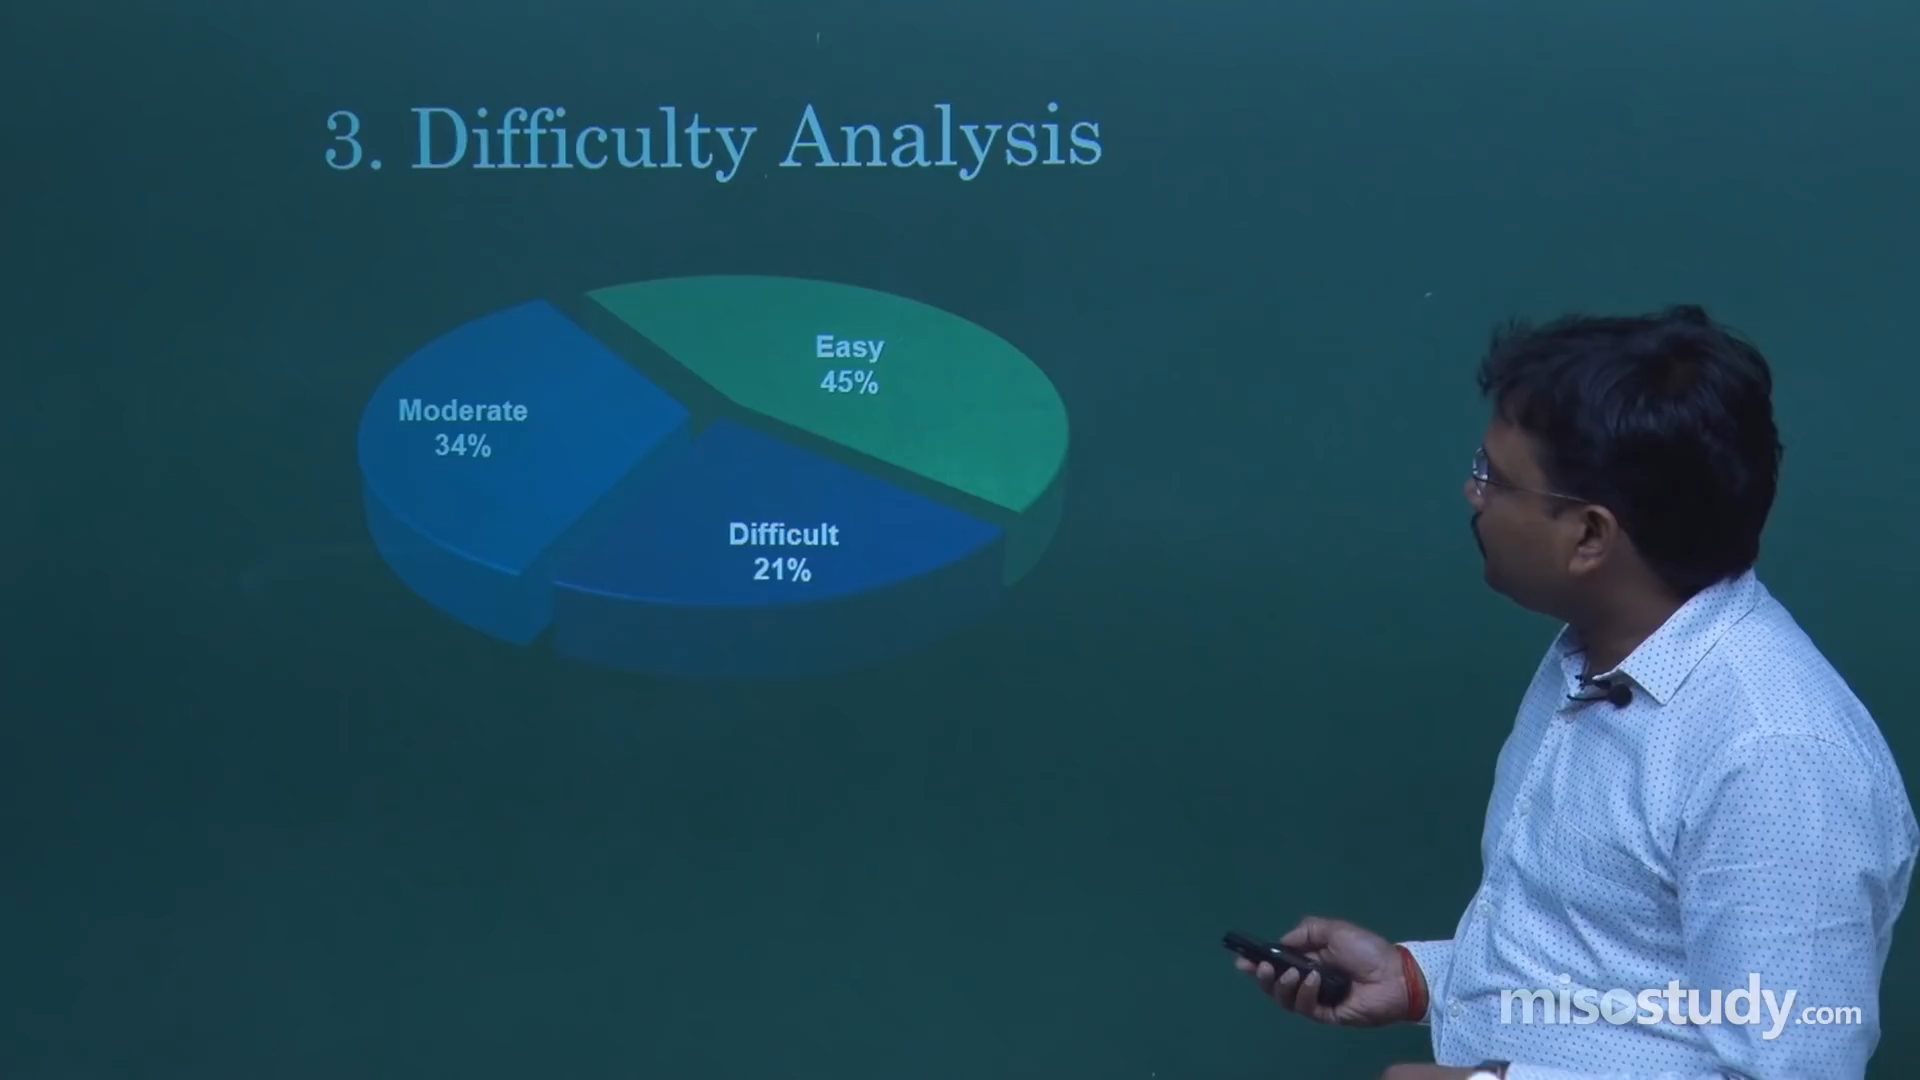 3. Difficulty Analysis
Easy
45%
Moderate
34%
Difficult
21%
misostudy.com